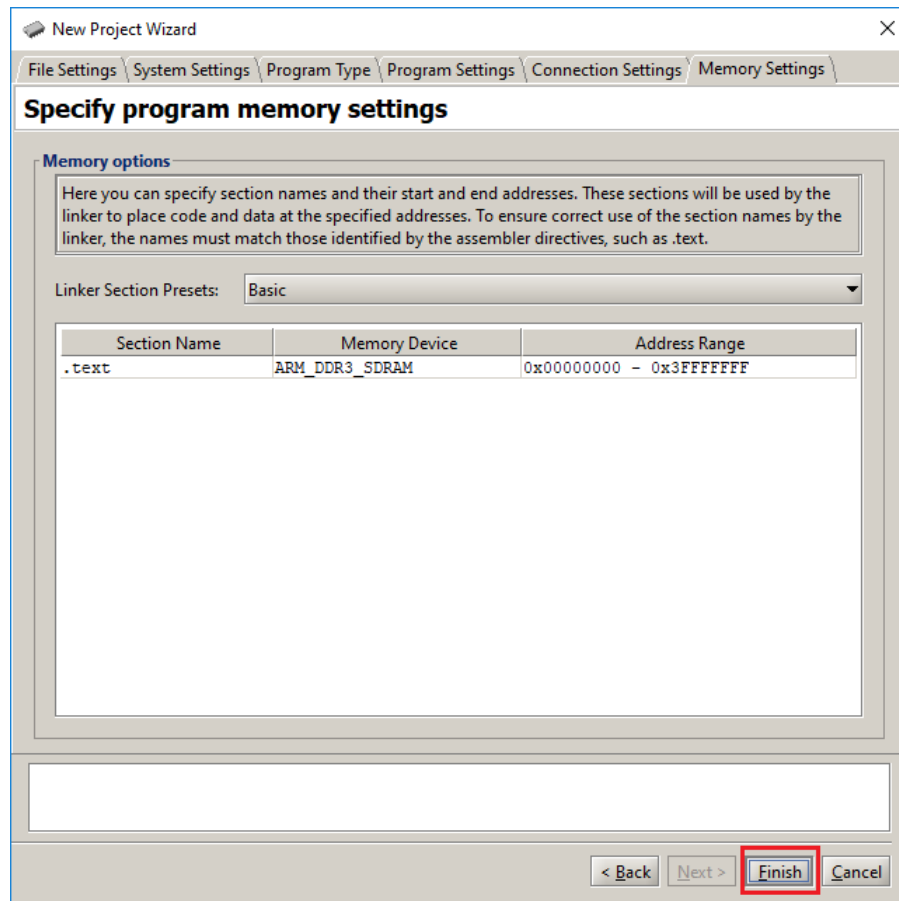 New Project Wizard
File Settings System Settings Program Type Program Settings Connection Settings Memory Settings
Specify program memory settings
Memory options
Here you can specify section names and their start and end addresses. These sections will be used by the
linker to place code and data at the specified addresses. To ensure correct use of the section names by the
linker, the names must match those identified by the assembler directives, such as .text.
Linker Section Presets: Basic
Section Name Memory Device Address Range
.text ARM_DDR3_SDRAM 0x00000000 - 0x3FFFFFFF
< Back Next > Finish Cancel